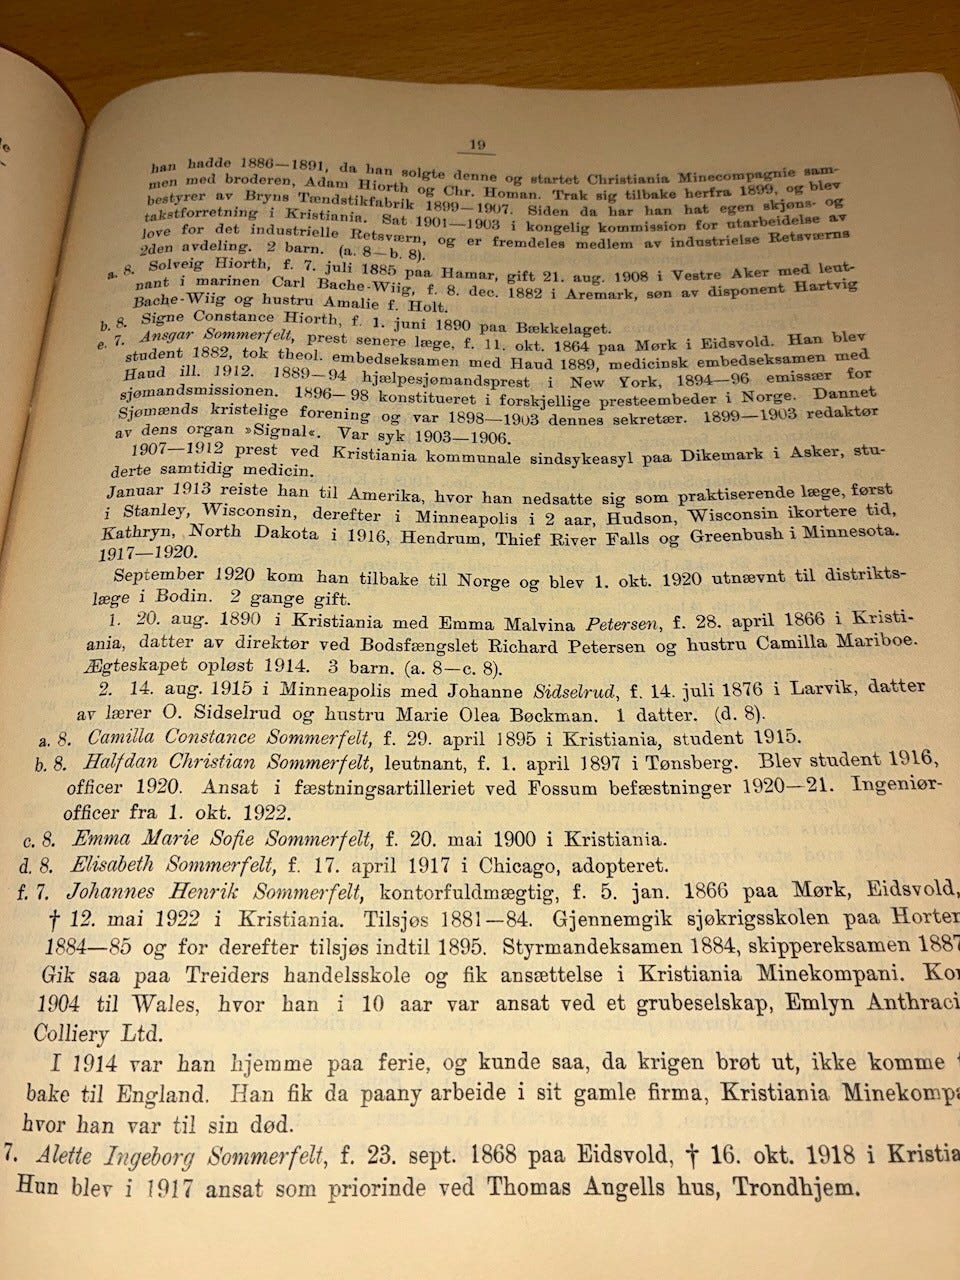 19
han hadde 1886—1891, da han solgte denne og startet Christiania Minecompagnie sam-
men med broderen, Adam Hiorth og Chr. Homan. Trak sig tilbake herfra 1899, og blev
bestyrer av Bryns Tændstikfabrik 1899—1907. Siden da har han hat egen skjøns- og
takstforretning i Kristiania. Sat 1901—1903 i kongelig kommission for utarbeidelse av
love for det industrielle Retsværn, og er fremdeles medlem av industrielse Retsværns
2den avdeling. 2 barn. (a. 8—b. 8).
a. 8. Solveig Hiorth, f. 7. juli 1885 paa Hamar, gift 21. aug. 1908 i Vestre Aker med leut-
nant i marinen Carl Bache-Wiig, f. 8. dec. 1882 i Aremark, søn av disponent Hartvig
Bache-Wiig og hustru Amalie f. Holt.
b. 8. Signe Constance Hiorth, f. 1. juni 1890 paa Bækkelaget.
e. 7. Ansgar Sommerfelt, prest senere læge, f. 11. okt. 1864 paa Mørk i Eidsvold. Han blev
student 1882, tok theol. embedseksamen med Haud 1889, medicinsk embedseksamen med
Haud ill. 1912. 1889—94 hjælpesjømandsprest i New York, 1894—96 emissær for
sjømandsmissionen. 1896—98 konstitueret i forskjellige presteembeder i Norge. Dannet
Sjømænds kristelige forening og var 1898—1903 dennes sekretær. 1899—1903 redaktør
av dens organ »Signal«. Var syk 1903—1906.
1907—1912 prest ved Kristiania kommunale sindsykeasyl paa Dikemark i Asker, stu-
derte samtidig medicin.
Januar 1913 reiste han til Amerika, hvor han nedsatte sig som praktiserende læge, først
i Stanley, Wisconsin, derefter i Minneapolis i 2 aar, Hudson, Wisconsin ikortere tid,
Kathryn, North Dakota i 1916, Hendrum, Thief River Falls og Greenbush i Minnesota.
1917—1920.
September 1920 kom han tilbake til Norge og blev 1. okt. 1920 utnævnt til distrikts-
læge i Bodin. 2 gange gift.
1. 20. aug. 1890 i Kristiania med Emma Malvina Petersen, f. 28. april 1866 i Kristi-
ania, datter av direktør ved Bodsfængslet Richard Petersen og hustru Camilla Mariboe.
Ægteskapet opløst 1914. 3 barn. (a. 8—c. 8).
2. 14. aug. 1915 i Minneapolis med Johanne Sidselrud, f. 14. juli 1876 i Larvik, datter
av lærer O. Sidselrud og hustru Marie Olea Bøckman. 1 datter. (d. 8).
a. 8. Camilla Constance Sommerfelt, f. 29. april 1895 i Kristiania, student 1915.
b. 8. Halfdan Christian Sommerfelt, leutnant, f. 1. april 1897 i Tønsberg. Blev student 1916,
officer 1920. Ansat i fæstningsartilleriet ved Fossum befæstninger 1920—21. Ingeniør-
officer fra 1. okt. 1922.
c. 8. Emma Marie Sofie Sommerfelt, f. 20. mai 1900 i Kristiania.
d. 8. Elisabeth Sommerfelt, f. 17. april 1917 i Chicago, adopteret.
f. 7. Johannes Henrik Sommerfelt, kontorfuldmægtig, f. 5. jan. 1866 paa Mørk, Eidsvold,
† 12. mai 1922 i Kristiania. Tilsjøs 1881—84. Gjennemgik sjøkrigsskolen paa Horten
1884—85 og for derefter tilsjøs indtil 1895. Styrmandeksamen 1884, skippereksamen 1887
Gik saa paa Treiders handelsskole og fik ansættelse i Kristiania Minekompani. Kom
1904 til Wales, hvor han i 10 aar var ansat ved et grubeselskap, Emlyn Anthraci
Colliery Ltd.
I 1914 var han hjemme paa ferie, og kunde saa, da krigen brøt ut, ikke komme
bake til England. Han fik da paany arbeide i sit gamle firma, Kristiania Minekompa
hvor han var til sin død.
7. Alette Ingeborg Sommerfelt, f. 23. sept. 1868 paa Eidsvold, † 16. okt. 1918 i Kristia
Hun blev i 1917 ansat som priorinde ved Thomas Angells hus, Trondhjem.